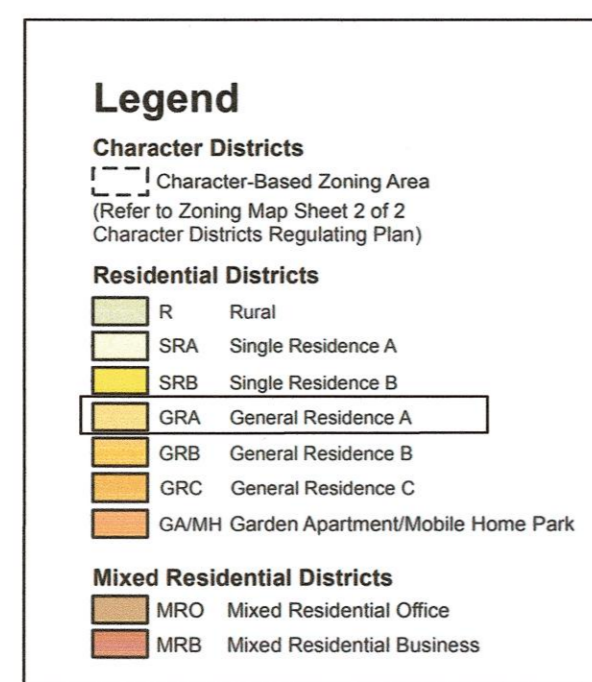 Legend
Character Districts
Character-Based Zoning Area
(Refer to Zoning Map Sheet 2 of 2
Character Districts Regulating Plan)
Residential Districts
R Rural
SRA Single Residence A
SRB Single Residence B
GRA General Residence A
GRB General Residence B
GRC General Residence C
GA/MH Garden Apartment/Mobile Home Park
Mixed Residential Districts
MRO Mixed Residential Office
MRB Mixed Residential Business